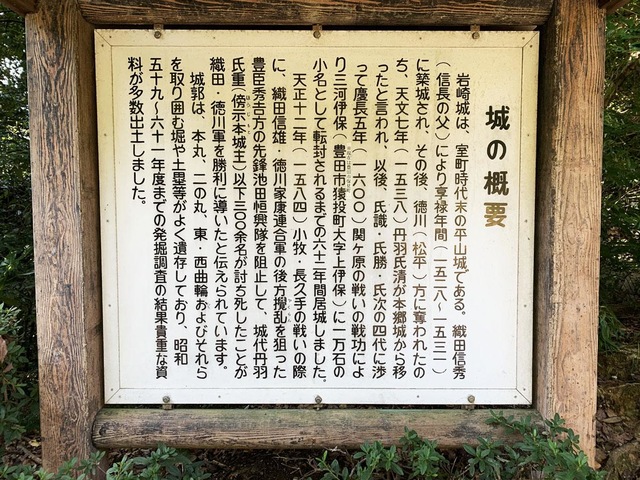 城の概要
岩崎城は、室町時代末の平山城である。織田信秀
(信長の父)により享禄年間(一五二八〜一五三一)
に築城され、その後、徳川(松平)方に奪われたの
ち、天文七年(一五三八)丹羽氏清が本郷城から移
ったと言われ、以後、氏識・氏勝・氏次の四代に渉
って慶長五年(一六〇〇)関ヶ原の戦いの戦功によ
り三河伊保(豊田市猿投町大字上伊保)に一万石の
小名として転封されるまでの六十二年間居城しました。
天正十二年(一五八四)小牧・長久手の戦いの際
に、織田信雄・徳川家康連合軍の後方攪乱を狙った
豊臣秀吉方の先鋒池田恒興隊を阻止して、城代丹羽
氏重(傍示本城主)以下三〇〇余名が討ち死したことが
織田・徳川軍を勝利に導いたと伝えられています。
城郭は、本丸、二の丸、東・西曲輪およびそれら
を取り囲む堀や土塁等がよく遺存しており、昭和
五十九〜六十一年度までの発掘調査の結果貴重な資
料が多数出土しました。